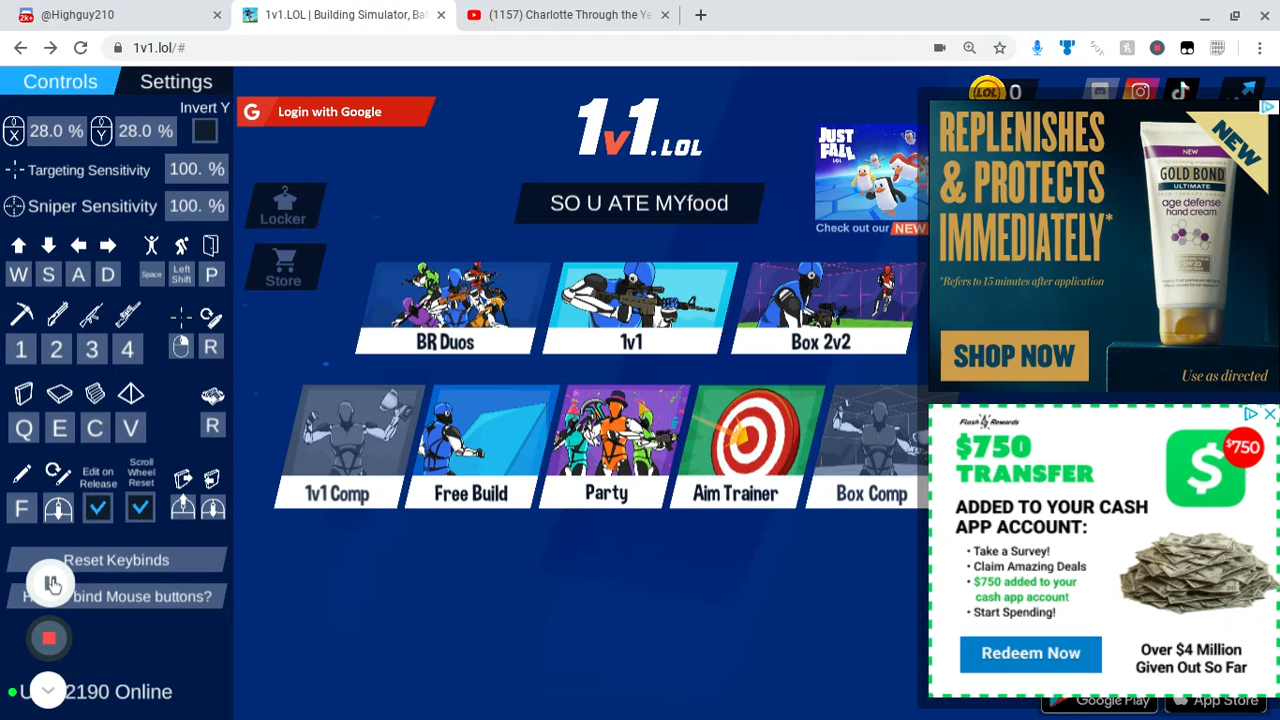 2k+ @Highguy210
1v1.LOL | Building Simulator, Bat
(1157) Charlotte Through the Ye
1v1.lol/#
Controls Settings
Invert Y
X 28.0 % Y 28.0 %
Targeting Sensitivity 100. %
Sniper Sensitivity 100. %
W S A D Space Left Shift P
1 2 3 4 R
Q E C V R
Edit on Release
Scroll Wheel Reset
F
Reset Keybinds
bind Mouse buttons?
2190 Online
G Login with Google
1v1.LOL
LOL 0
Locker
Store
SO U ATE MYfood
JUST FALL LOL
Check out our NEW
BR Duos
1v1
Box 2v2
1v1 Comp
Free Build
Party
Aim Trainer
Box Comp
REPLENISHES
& PROTECTS
IMMEDIATELY*
*Refers to 15 minutes after application
SHOP NOW
NEW
NEW
GOLD BOND
ULTIMATE
age defense
hand cream
Use as directed
Flash Rewards
$750
TRANSFER
$ $750
ADDED TO YOUR CASH
APP ACCOUNT:
• Take a Survey!
• Claim Amazing Deals
• $750 added to your
cash app account
• Start Spending!
Redeem Now
Over $4 Million
Given Out So Far
Google Play
App Store